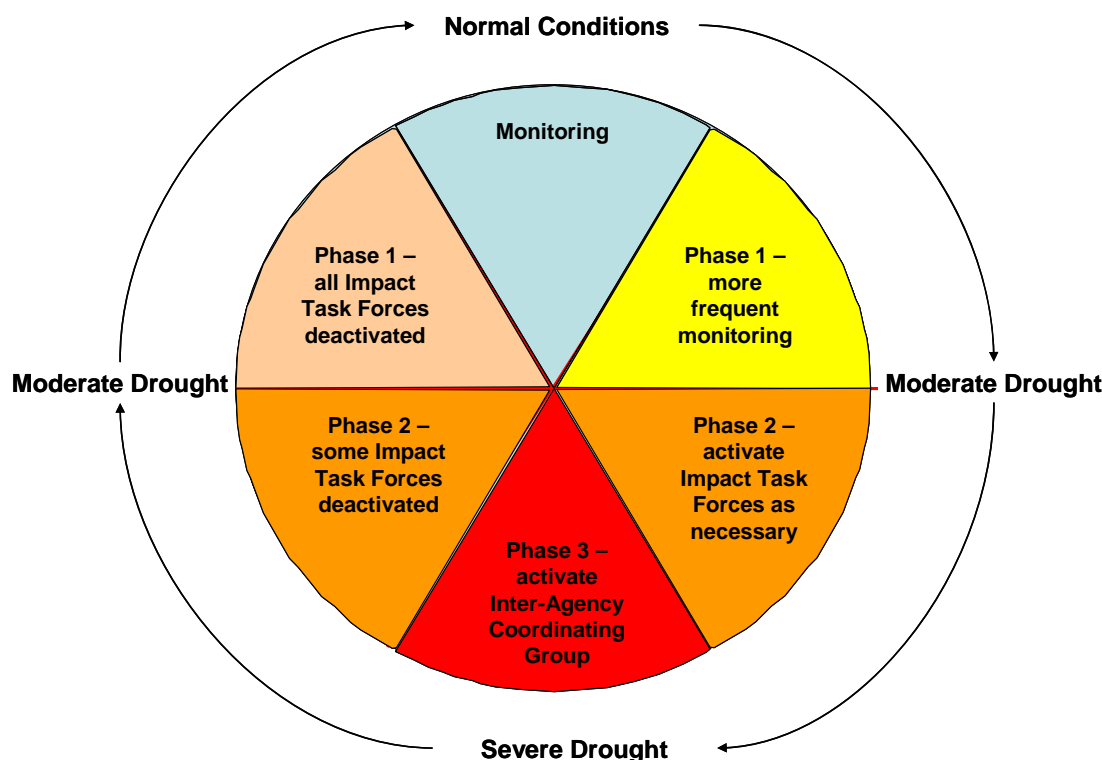 Normal Conditions
Monitoring
Phase 1 –
all Impact
Task Forces
deactivated
Phase 1 –
more
frequent
monitoring
Moderate Drought
Moderate Drought
Phase 2 –
some Impact
Task Forces
deactivated
Phase 2 –
activate
Impact Task
Forces as
necessary
Phase 3 –
activate
Inter-Agency
Coordinating
Group
Severe Drought